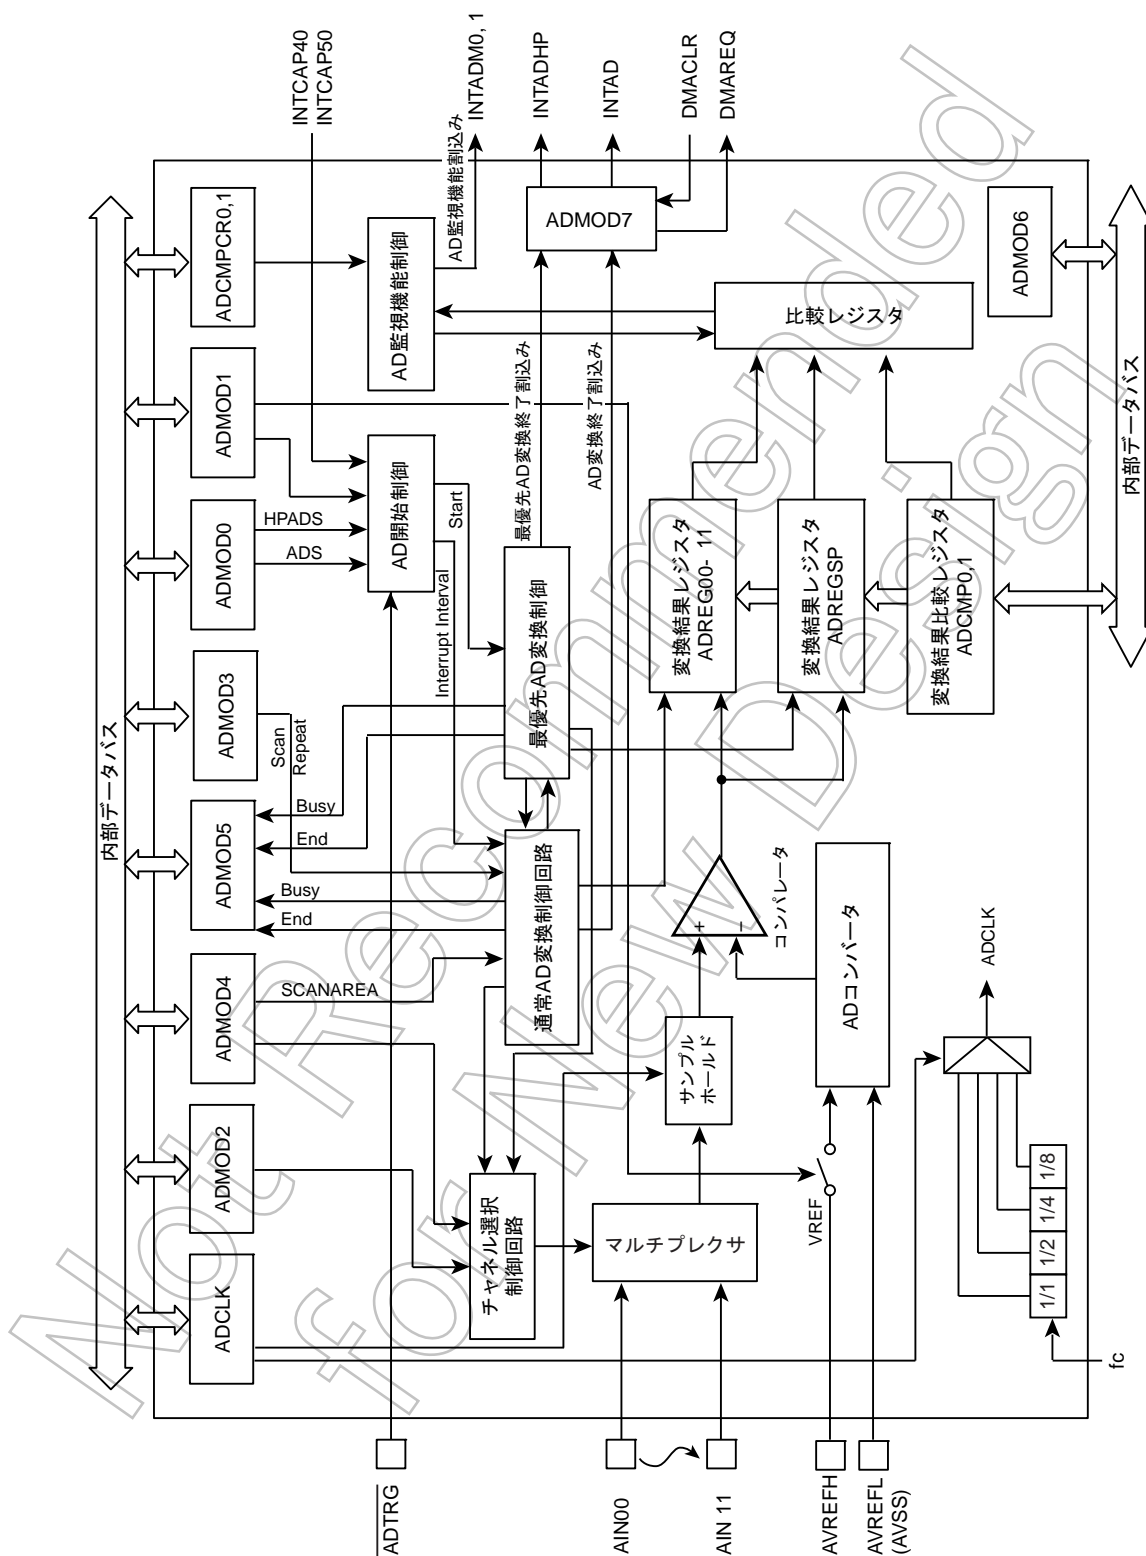 内部データバス
ADCLK
ADMOD2
ADMOD4
ADMOD5
ADMOD3
ADMOD0
ADMOD1
ADCMPCR0,1
INTCAP40
INTCAP50
SCANAREA
End
Busy
End
Busy
Scan
Repeat
ADS
HPADS
ADTRG
AD開始制御
AD監視機能制御
AD監視機能割込み
INTADM0, 1
Interrupt Interval
Start
チャネル選択
制御回路
通常AD変換制御回路
最優先AD変換制御
最優先AD変換終了割込み
AD変換終了割込み
ADMOD7
INTADHP
INTAD
DMACLR
DMAREQ
AIN00
AIN 11
マルチプレクサ
サンプル
ホールド
+
−
コンパレータ
変換結果レジスタ
ADREG00- 11
変換結果レジスタ
ADREGSP
変換結果比較レジスタ
ADCMP0,1
比較レジスタ
ADMOD6
AVREFH
AVREFL
(AVSS)
VREF
ADコンバータ
fc
1/1
1/2
1/4
1/8
ADCLK
内部データバス
Not Recommended
for New Design